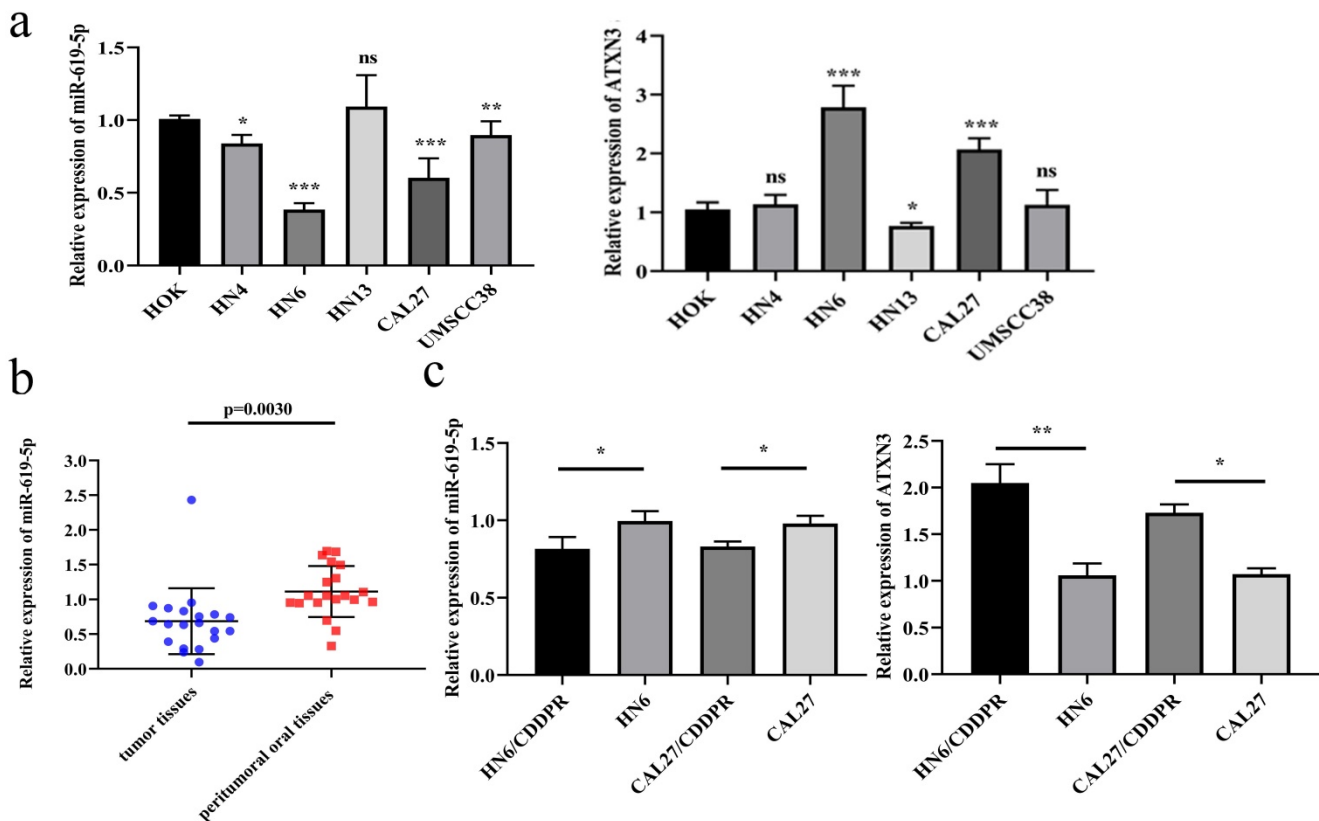 a
Relative expression of miR-619-5p
1.5
1.0
0.5
0.0
*
***
ns
***
**
HOK
HN4
HN6
HN13
CAL27
UMSCC38
Relative expression of ATXN3
4
3
2
1
0
ns
***
*
***
ns
HOK
HN4
HN6
HN13
CAL27
UMSCC38
b
p=0.0030
Relative expression of miR-619-5p
3.0
2.5
2.0
1.5
1.0
0.5
0.0
tumor tissues
peritumoral oral tissues
c
Relative expression of miR-619-5p
1.5
1.0
0.5
0.0
*
*
HN6/CDDPR
HN6
CAL27/CDDPR
CAL27
Relative expression of ATXN3
2.5
2.0
1.5
1.0
0.5
0.0
**
*
HN6/CDDPR
HN6
CAL27/CDDPR
CAL27